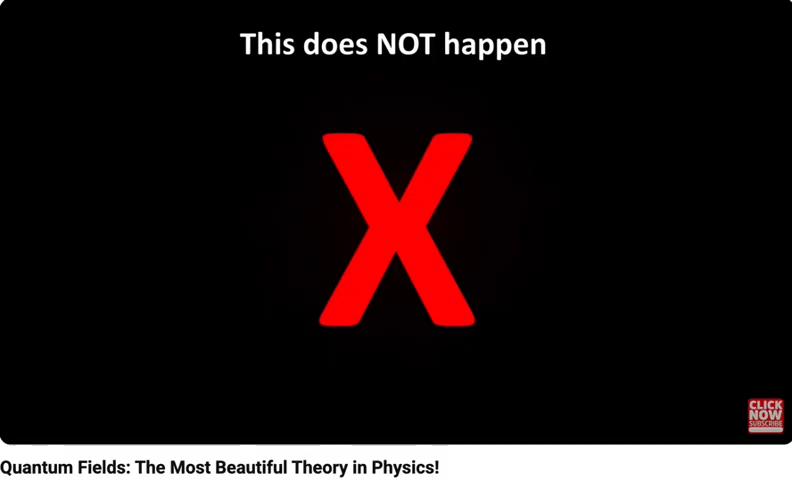 This does NOT happen
X
CLICK
NOW
SUBSCRIBE
Quantum Fields: The Most Beautiful Theory in Physics!